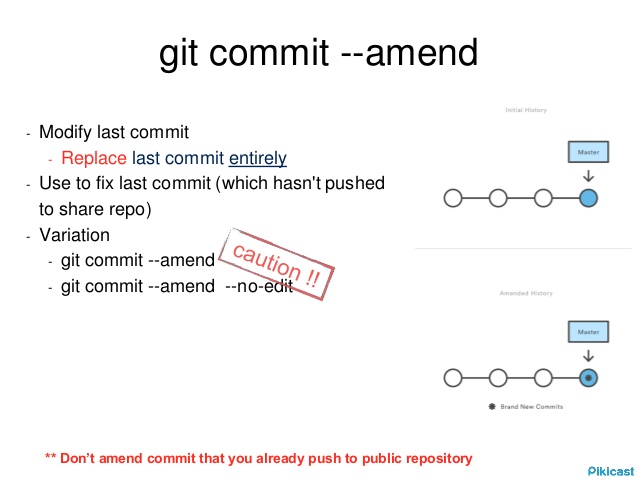 git commit --amend
- Modify last commit
- Replace last commit entirely
- Use to fix last commit (which hasn't pushed
to share repo)
- Variation
- git commit --amend
- git commit --amend --no-edit
caution !!
Initial History
Master
Amended History
Master
Brand New Commits
** Don’t amend commit that you already push to public repository
Pikicast